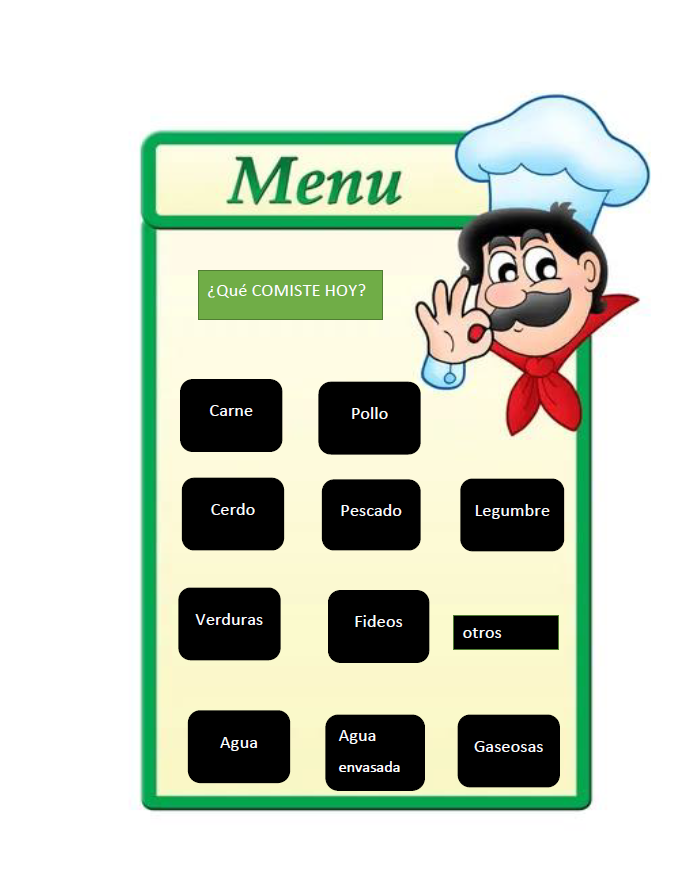 Menu
¿Qué COMISTE HOY?
Carne
Pollo
Cerdo
Pescado
Legumbre
Verduras
Fideos
otros
Agua
Agua
envasada
Gaseosas